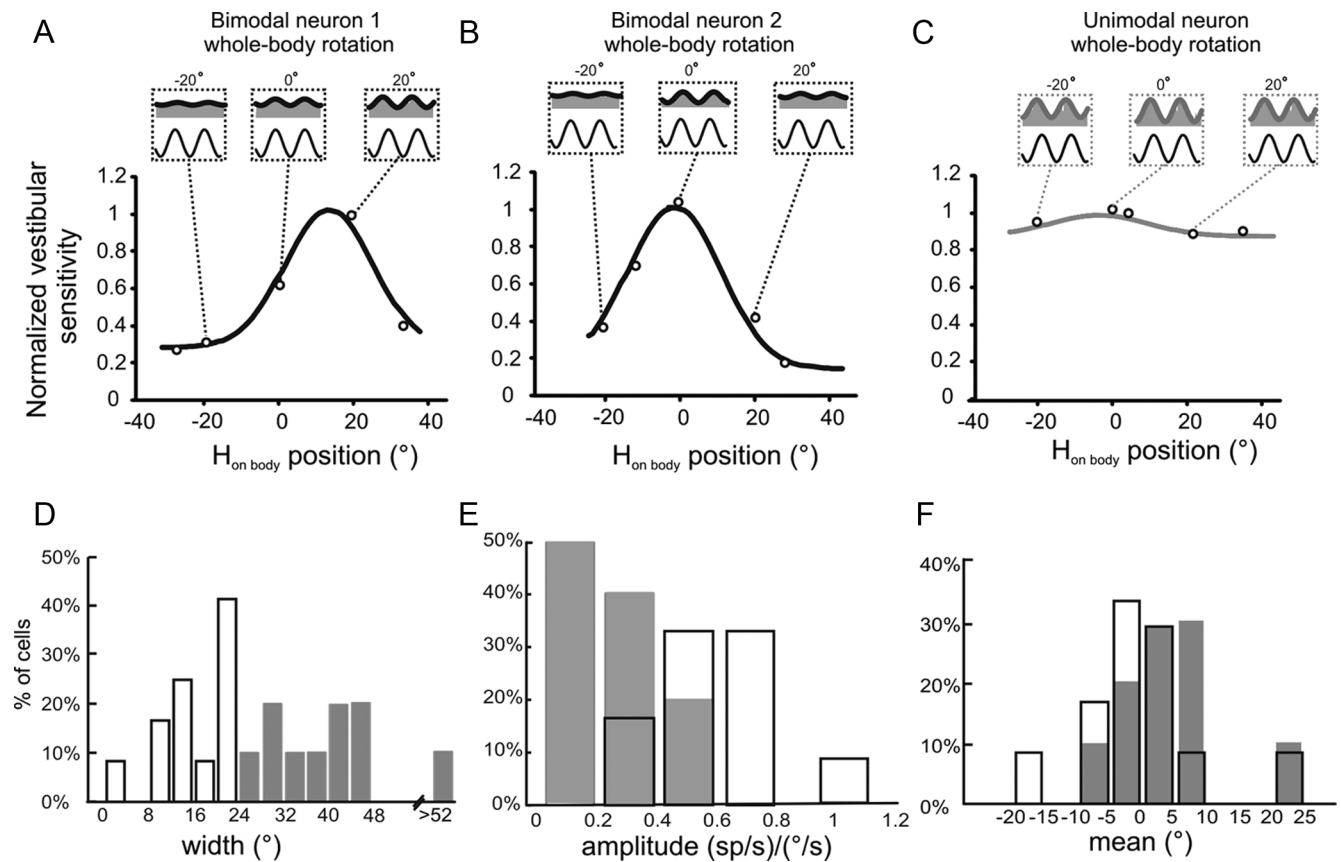 A
Bimodal neuron 1
whole-body rotation
-20° 0° 20°
1.2
1
0.8
0.6
0.4
0.2
0
Normalized vestibular
sensitivity
-40 -20 0 20 40
H on body position (°)
B
Bimodal neuron 2
whole-body rotation
-20° 0° 20°
1.2
1
0.8
0.6
0.4
0.2
0
-40 -20 0 20 40
H on body position (°)
C
Unimodal neuron
whole-body rotation
-20° 0° 20°
1.2
1
0.8
0.6
0.4
0.2
0
-40 -20 0 20 40
H on body position (°)
D
50%
40%
30%
20%
10%
0%
% of cells
0 8 16 24 32 40 48 >52
width (°)
E
50%
40%
30%
20%
10%
0%
0 0.2 0.4 0.6 0.8 1 1.2
amplitude (sp/s)/(°/s)
F
40%
30%
20%
10%
0%
-20 -15 -10 -5 0 5 10 15 20 25
mean (°)